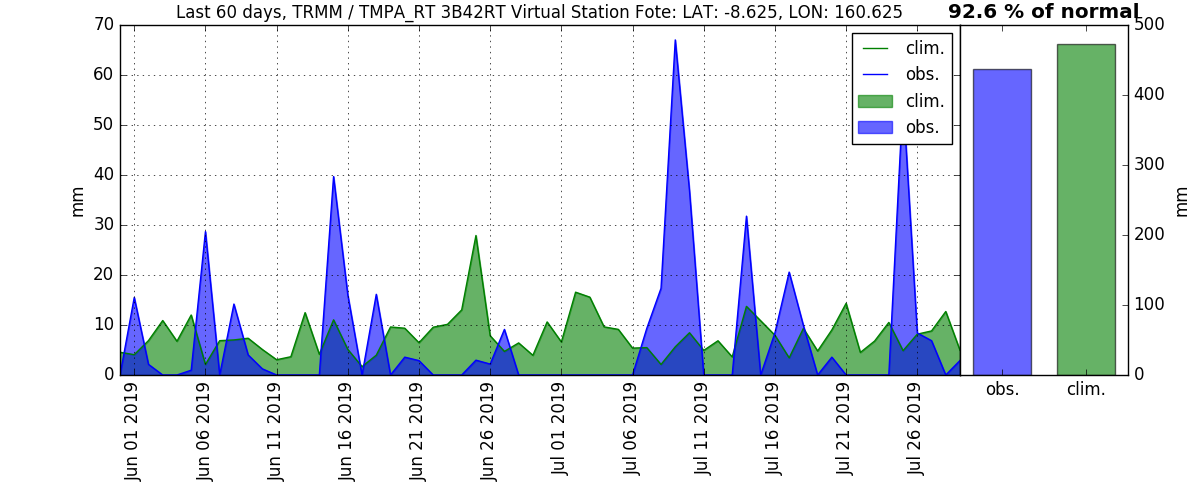 Last 60 days, TRMM / TMPA_RT 3B42RT Virtual Station Fote: LAT: -8.625, LON: 160.625
92.6 % of normal
70
60
50
40
30
20
10
0
mm
clim.
obs.
clim.
obs.
Jun 01 2019
Jun 06 2019
Jun 11 2019
Jun 16 2019
Jun 21 2019
Jun 26 2019
Jul 01 2019
Jul 06 2019
Jul 11 2019
Jul 16 2019
Jul 21 2019
Jul 26 2019
500
400
300
200
100
0
mm
obs.
clim.